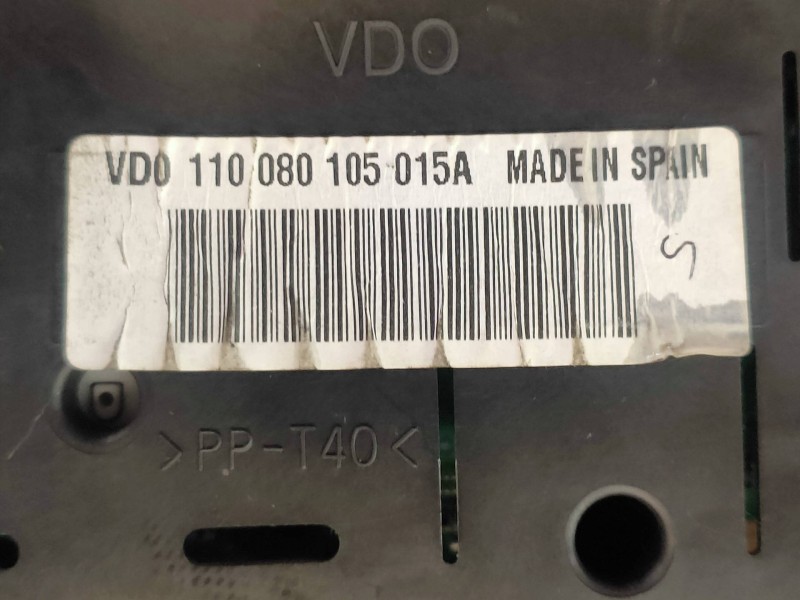 VDO
VDO 110 080 105 015A MADE IN SPAIN
S
>PP-T40<